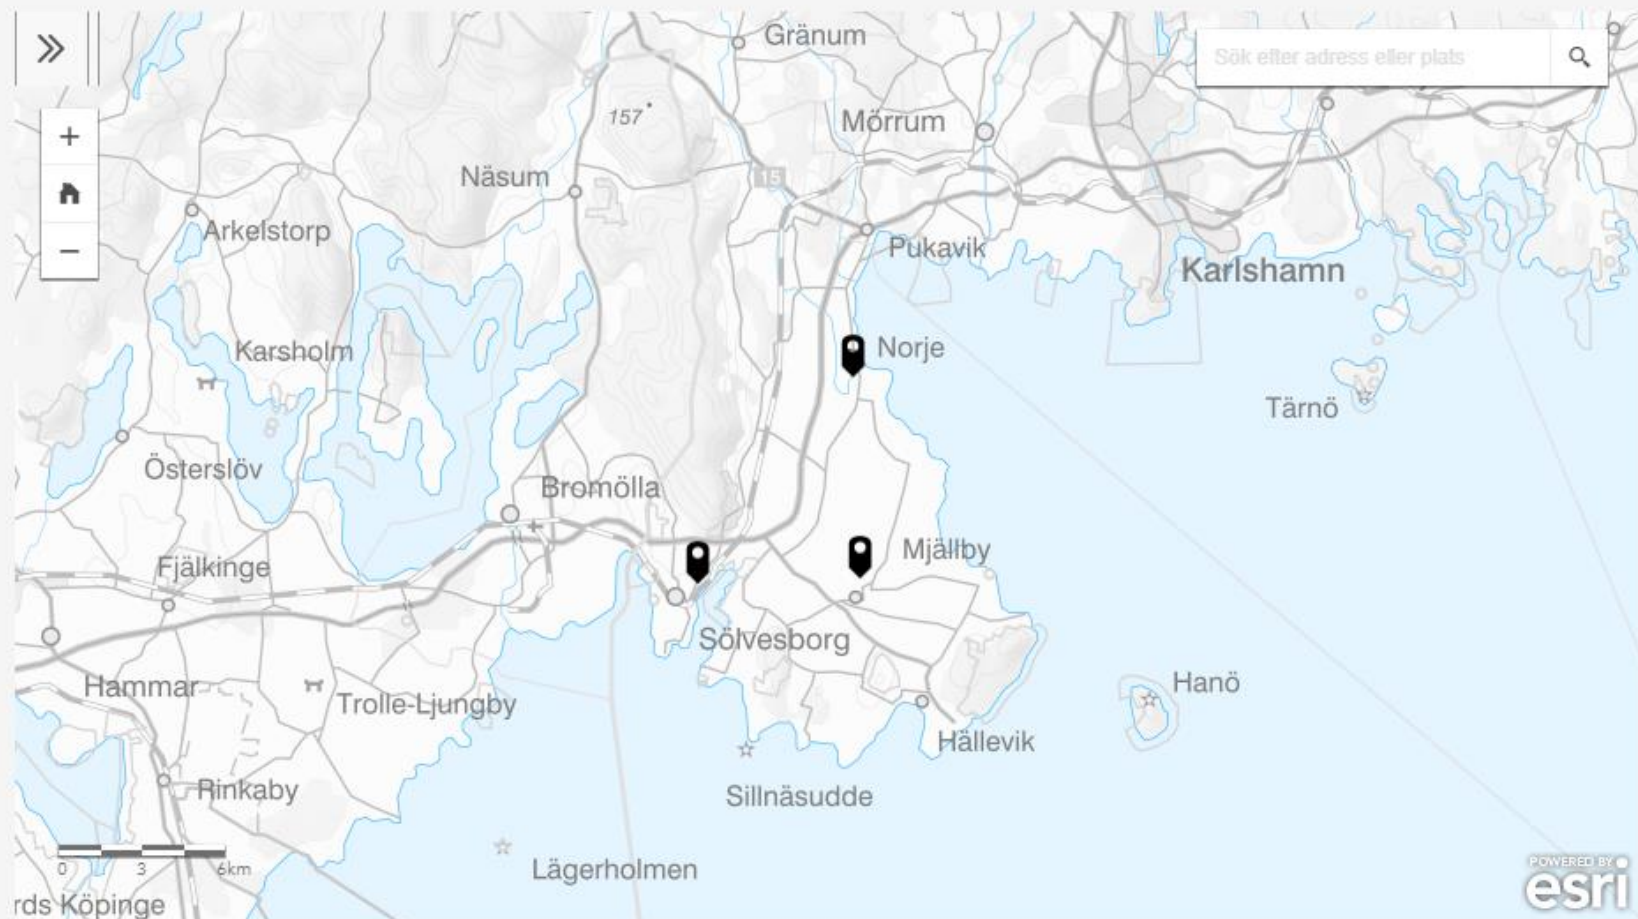 Gränum
Sök efter adress eller plats
157
Mörrum
15
Näsum
Arkelstorp
Pukavik
Karlshamn
Karsholm
Norje
Tärnö
Österslöv
Bromölla
Mjällby
Fjälkinge
Sölvesborg
Hammar
Trolle-Ljungby
Hanö
Hällevik
Rinkaby
Sillnäsudde
0 3 6km
Lägerholmen
POWERED BY
esri
rds Köpinge